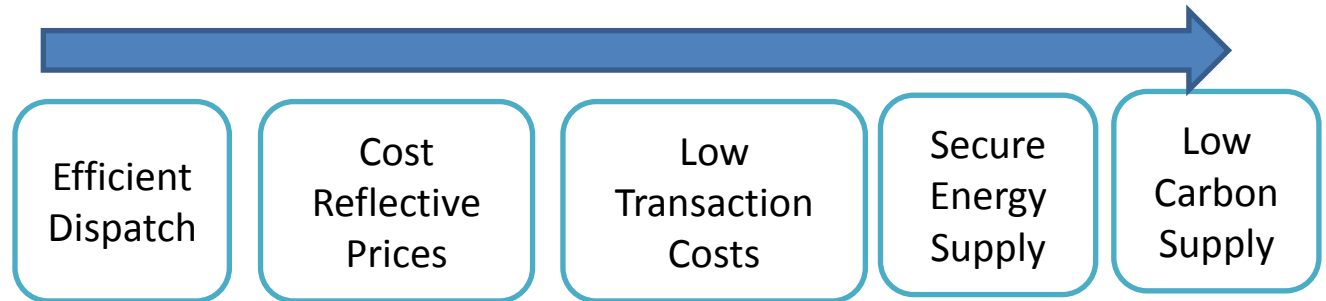 Efficient
Dispatch
Cost
Reflective
Prices
Low
Transaction
Costs
Secure
Energy
Supply
Low
Carbon
Supply